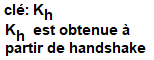 clé: Kh
Kh est obtenue à
partir de handshake